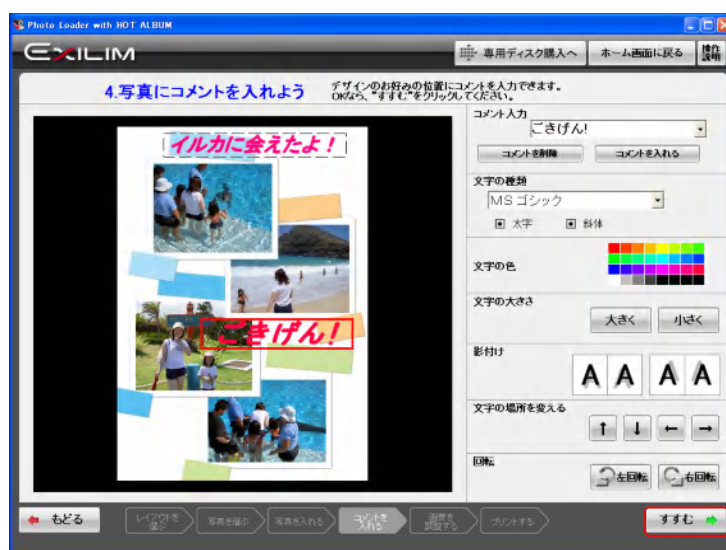 Photo Loader with HOT ALBUM
EXILIM
専用ディスク購入へ
ホーム画面に戻る
操作
説明
4.写真にコメントを入れよう
デザインのお好みの位置にコメントを入力できます。
OKなら、"すすむ"をクリックしてください。
イルカに会えたよ！
ごきげん！
コメント入力
ごきげん!
コメントを削除
コメントを入れる
文字の種類
MS ゴシック
太字
斜体
文字の色
文字の大きさ
大きく
小さく
影付け
A A A A
文字の場所を変える
↑ ↓ ← →
回転
左回転
右回転
もどる
レイアウトを
選ぶ
写真を選ぶ
写真を入れる
コメントを
入れる
画質を
調整する
プリントする
すすむ